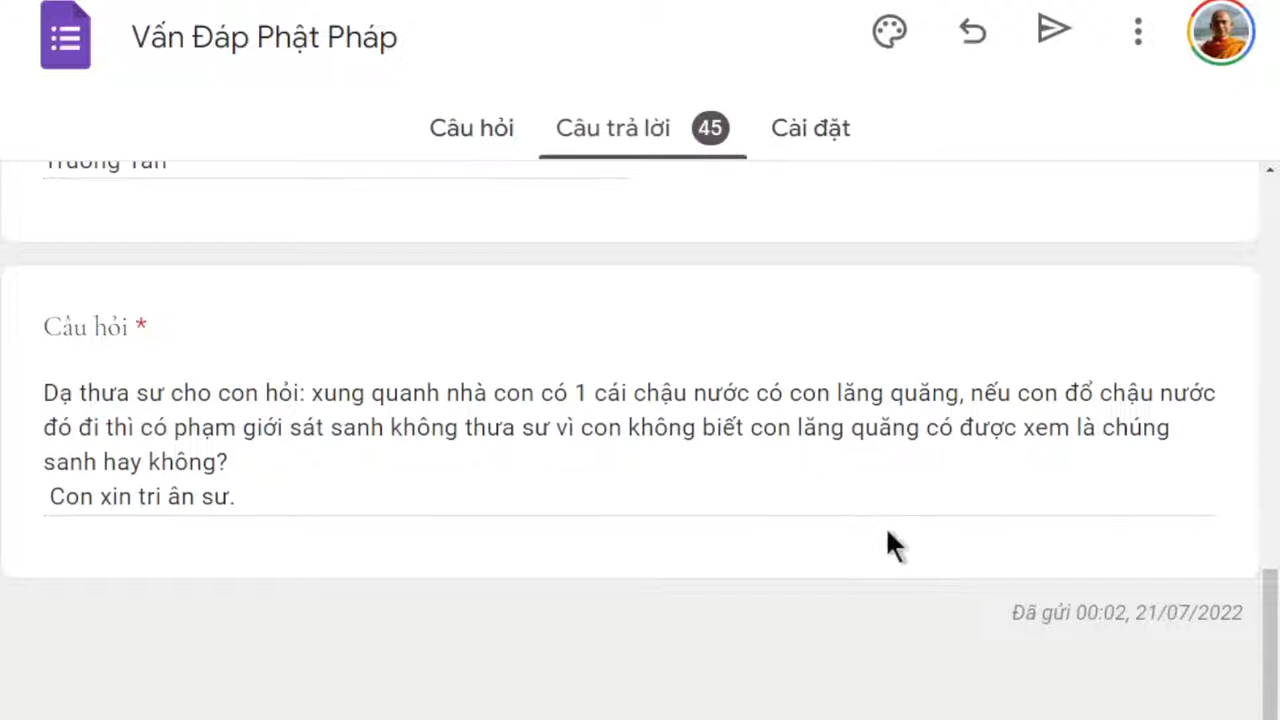 Vấn Đáp Phật Pháp
Câu hỏi
Câu trả lời 45
Cài đặt
Câu hỏi *
Dạ thưa sư cho con hỏi: xung quanh nhà con có 1 cái chậu nước có con lăng quăng, nếu con đổ chậu nước
đó đi thì có phạm giới sát sanh không thưa sư vì con không biết con lăng quăng có được xem là chúng
sanh hay không?
Con xin tri ân sư.
Đã gửi 00:02, 21/07/2022